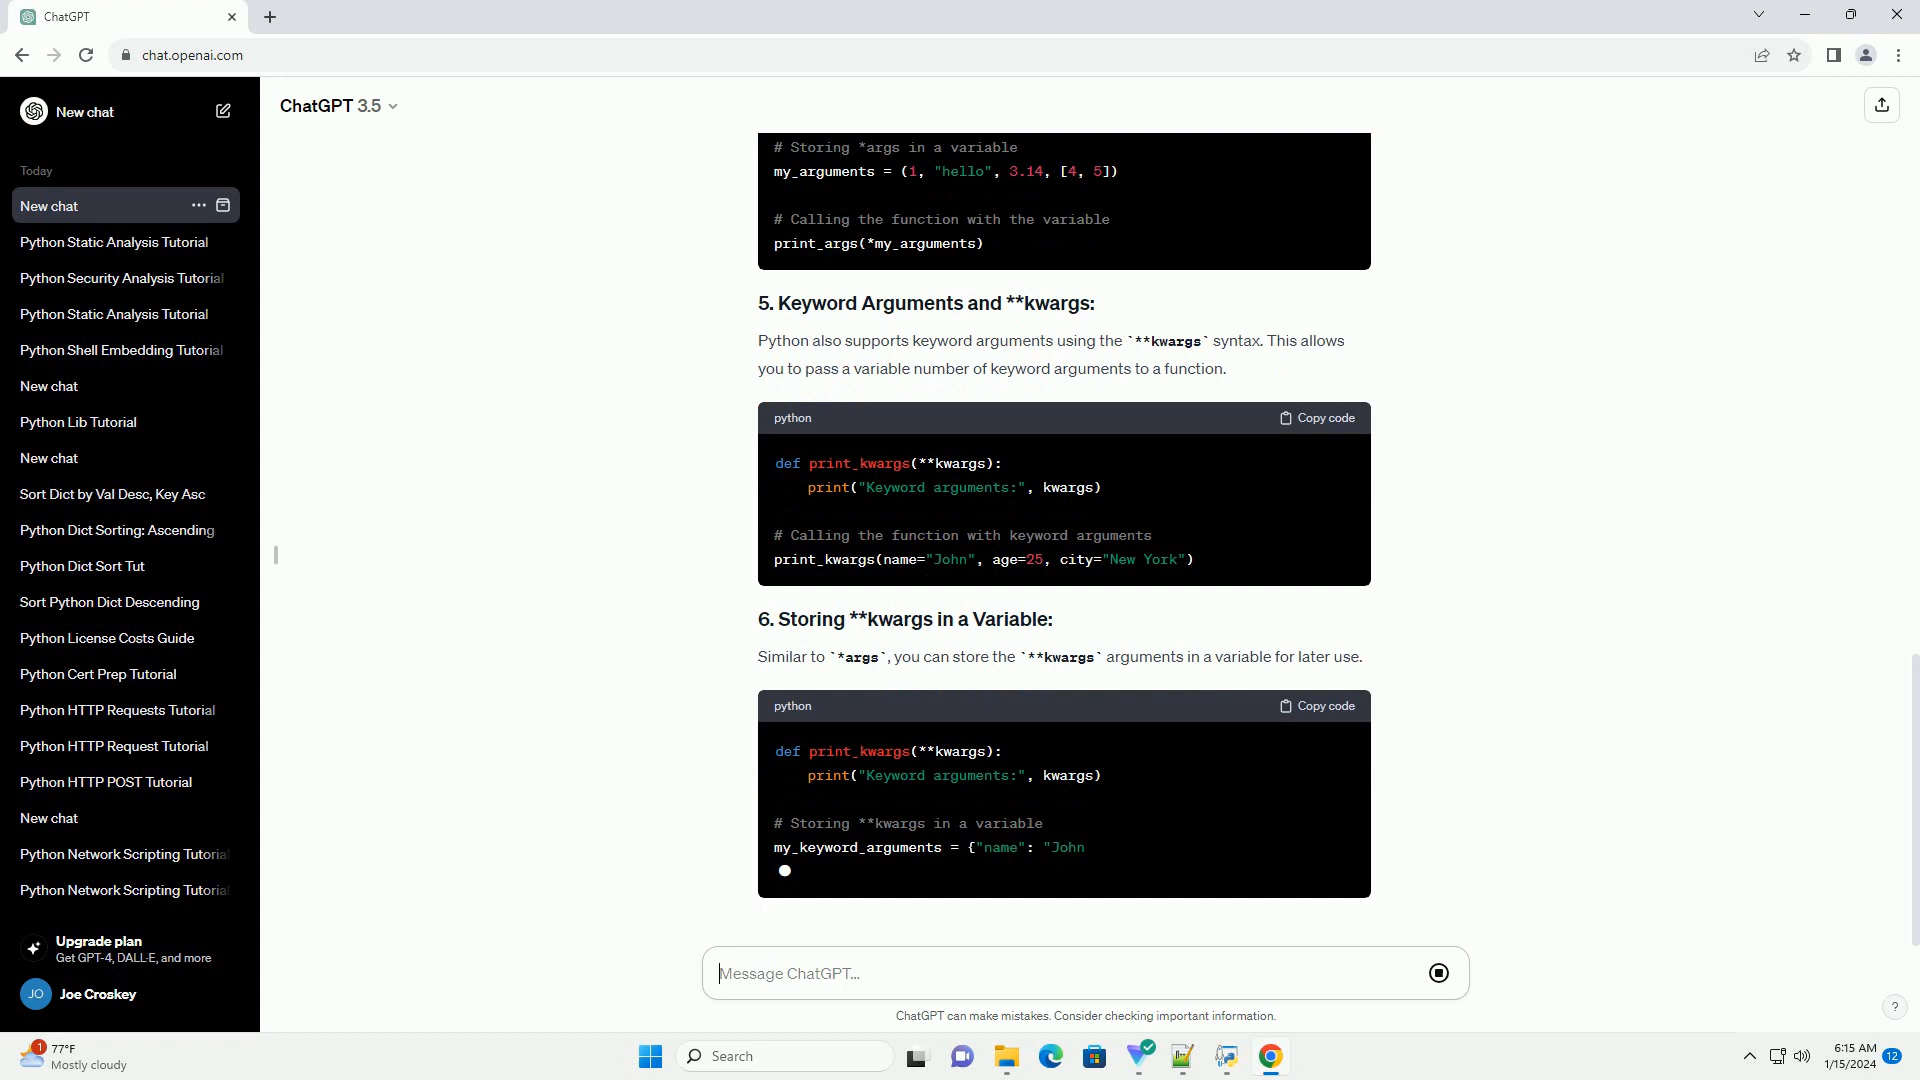 ChatGPT
chat.openai.com
New chat
Today
New chat
Python Static Analysis Tutorial
Python Security Analysis Tutorial
Python Static Analysis Tutorial
Python Shell Embedding Tutorial
New chat
Python Lib Tutorial
New chat
Sort Dict by Val Desc, Key Asc
Python Dict Sorting: Ascending
Python Dict Sort Tut
Sort Python Dict Descending
Python License Costs Guide
Python Cert Prep Tutorial
Python HTTP Requests Tutorial
Python HTTP Request Tutorial
Python HTTP POST Tutorial
New chat
Python Network Scripting Tutoria
Python Network Scripting Tutoria
Upgrade plan
Get GPT-4, DALL·E, and more
JO Joe Croskey
ChatGPT 3.5
# Storing *args in a variable
my_arguments = (1, "hello", 3.14, [4, 5])
# Calling the function with the variable
print_args(*my_arguments)
5. Keyword Arguments and **kwargs:
Python also supports keyword arguments using the `**kwargs` syntax. This allows
you to pass a variable number of keyword arguments to a function.
python Copy code
def print_kwargs(**kwargs):
    print("Keyword arguments:", kwargs)
# Calling the function with keyword arguments
print_kwargs(name="John", age=25, city="New York")
6. Storing **kwargs in a Variable:
Similar to `*args`, you can store the `**kwargs` arguments in a variable for later use.
python Copy code
def print_kwargs(**kwargs):
    print("Keyword arguments:", kwargs)
# Storing **kwargs in a variable
my_keyword_arguments = {"name": "John
Message ChatGPT...
ChatGPT can make mistakes. Consider checking important information.
?
1
77°F
Mostly cloudy
Search
6:15 AM
1/15/2024
12